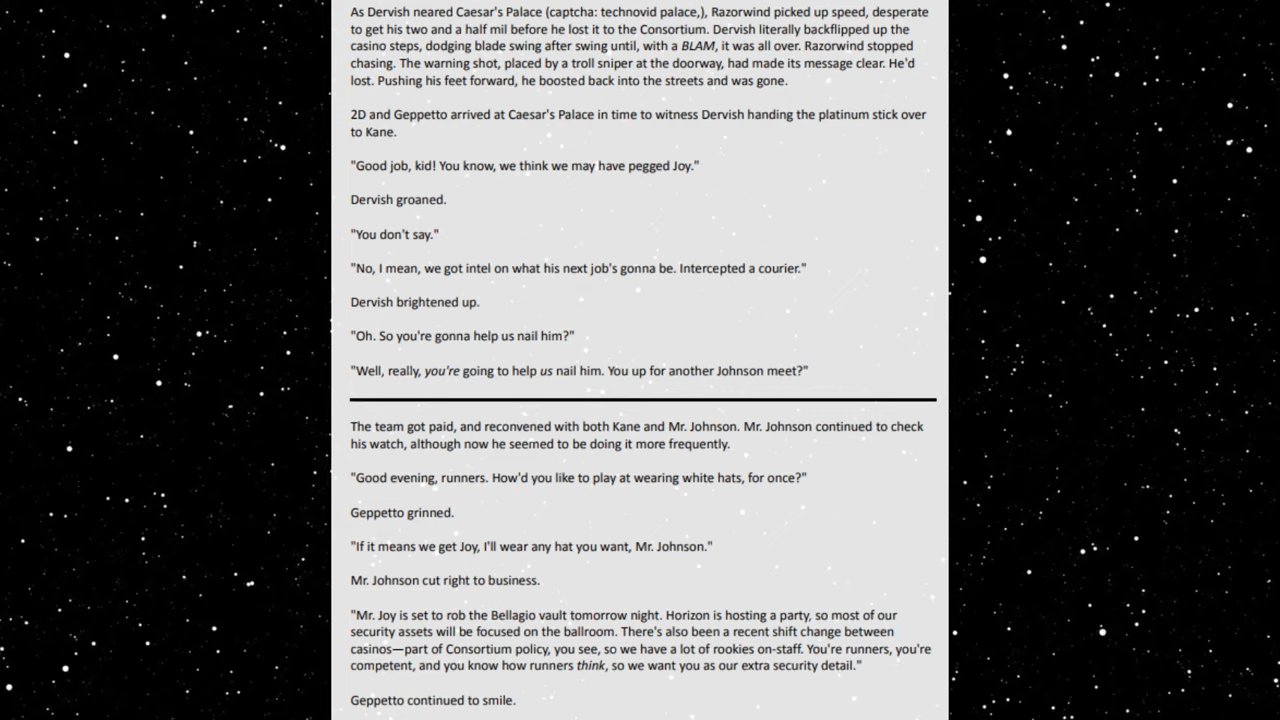 As Dervish neared Caesar's Palace (captcha: technovid palace,), Razorwind picked up speed, desperate
to get his two and a half mil before he lost it to the Consortium. Dervish literally backflipped up the
casino steps, dodging blade swing after swing until, with a BLAM, it was all over. Razorwind stopped
chasing. The warning shot, placed by a troll sniper at the doorway, had made its message clear. He'd
lost. Pushing his feet forward, he boosted back into the streets and was gone.
2D and Geppetto arrived at Caesar's Palace in time to witness Dervish handing the platinum stick over
to Kane.
"Good job, kid! You know, we think we may have pegged Joy."
Dervish groaned.
"You don't say."
"No, I mean, we got intel on what his next job's gonna be. Intercepted a courier."
Dervish brightened up.
"Oh. So you're gonna help us nail him?"
"Well, really, you're going to help us nail him. You up for another Johnson meet?"
The team got paid, and reconvened with both Kane and Mr. Johnson. Mr. Johnson continued to check
his watch, although now he seemed to be doing it more frequently.
"Good evening, runners. How'd you like to play at wearing white hats, for once?"
Geppetto grinned.
"If it means we get Joy, I'll wear any hat you want, Mr. Johnson."
Mr. Johnson cut right to business.
"Mr. Joy is set to rob the Bellagio vault tomorrow night. Horizon is hosting a party, so most of our
security assets will be focused on the ballroom. There's also been a recent shift change between
casinos—part of Consortium policy, you see, so we have a lot of rookies on-staff. You're runners, you're
competent, and you know how runners think, so we want you as our extra security detail."
Geppetto continued to smile.